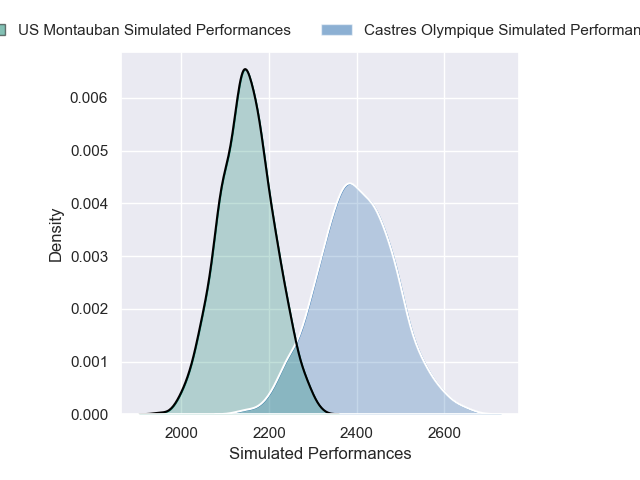 US Montauban Simulated Performances
Castres Olympique Simulated
0.006
0.005
0.004
0.003
0.002
0.001
0.000
Density
2000
2200
2400
2600
Simulated Performances